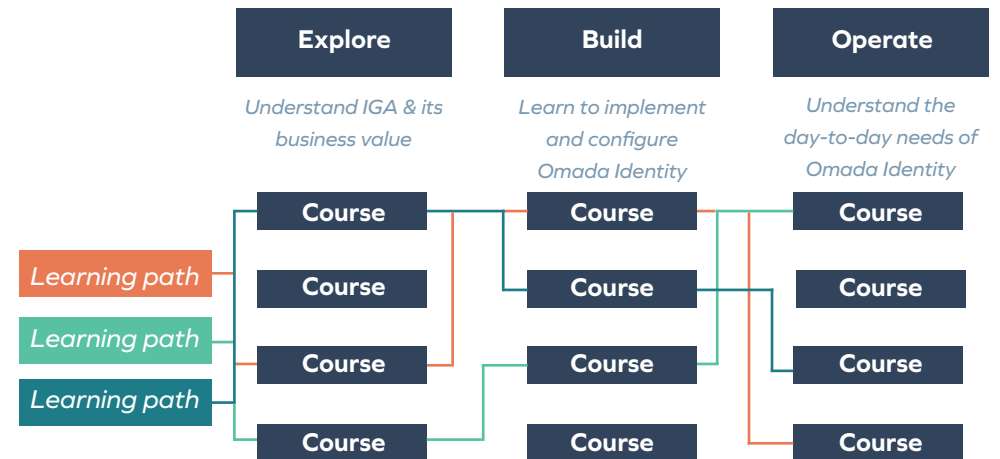 Explore
Build
Operate
Understand IGA & its
business value
Learn to implement
and configure
Omada Identity
Understand the
day-to-day needs of
Omada Identity
Learning path
Learning path
Learning path
Course
Course
Course
Course
Course
Course
Course
Course
Course
Course
Course
Course